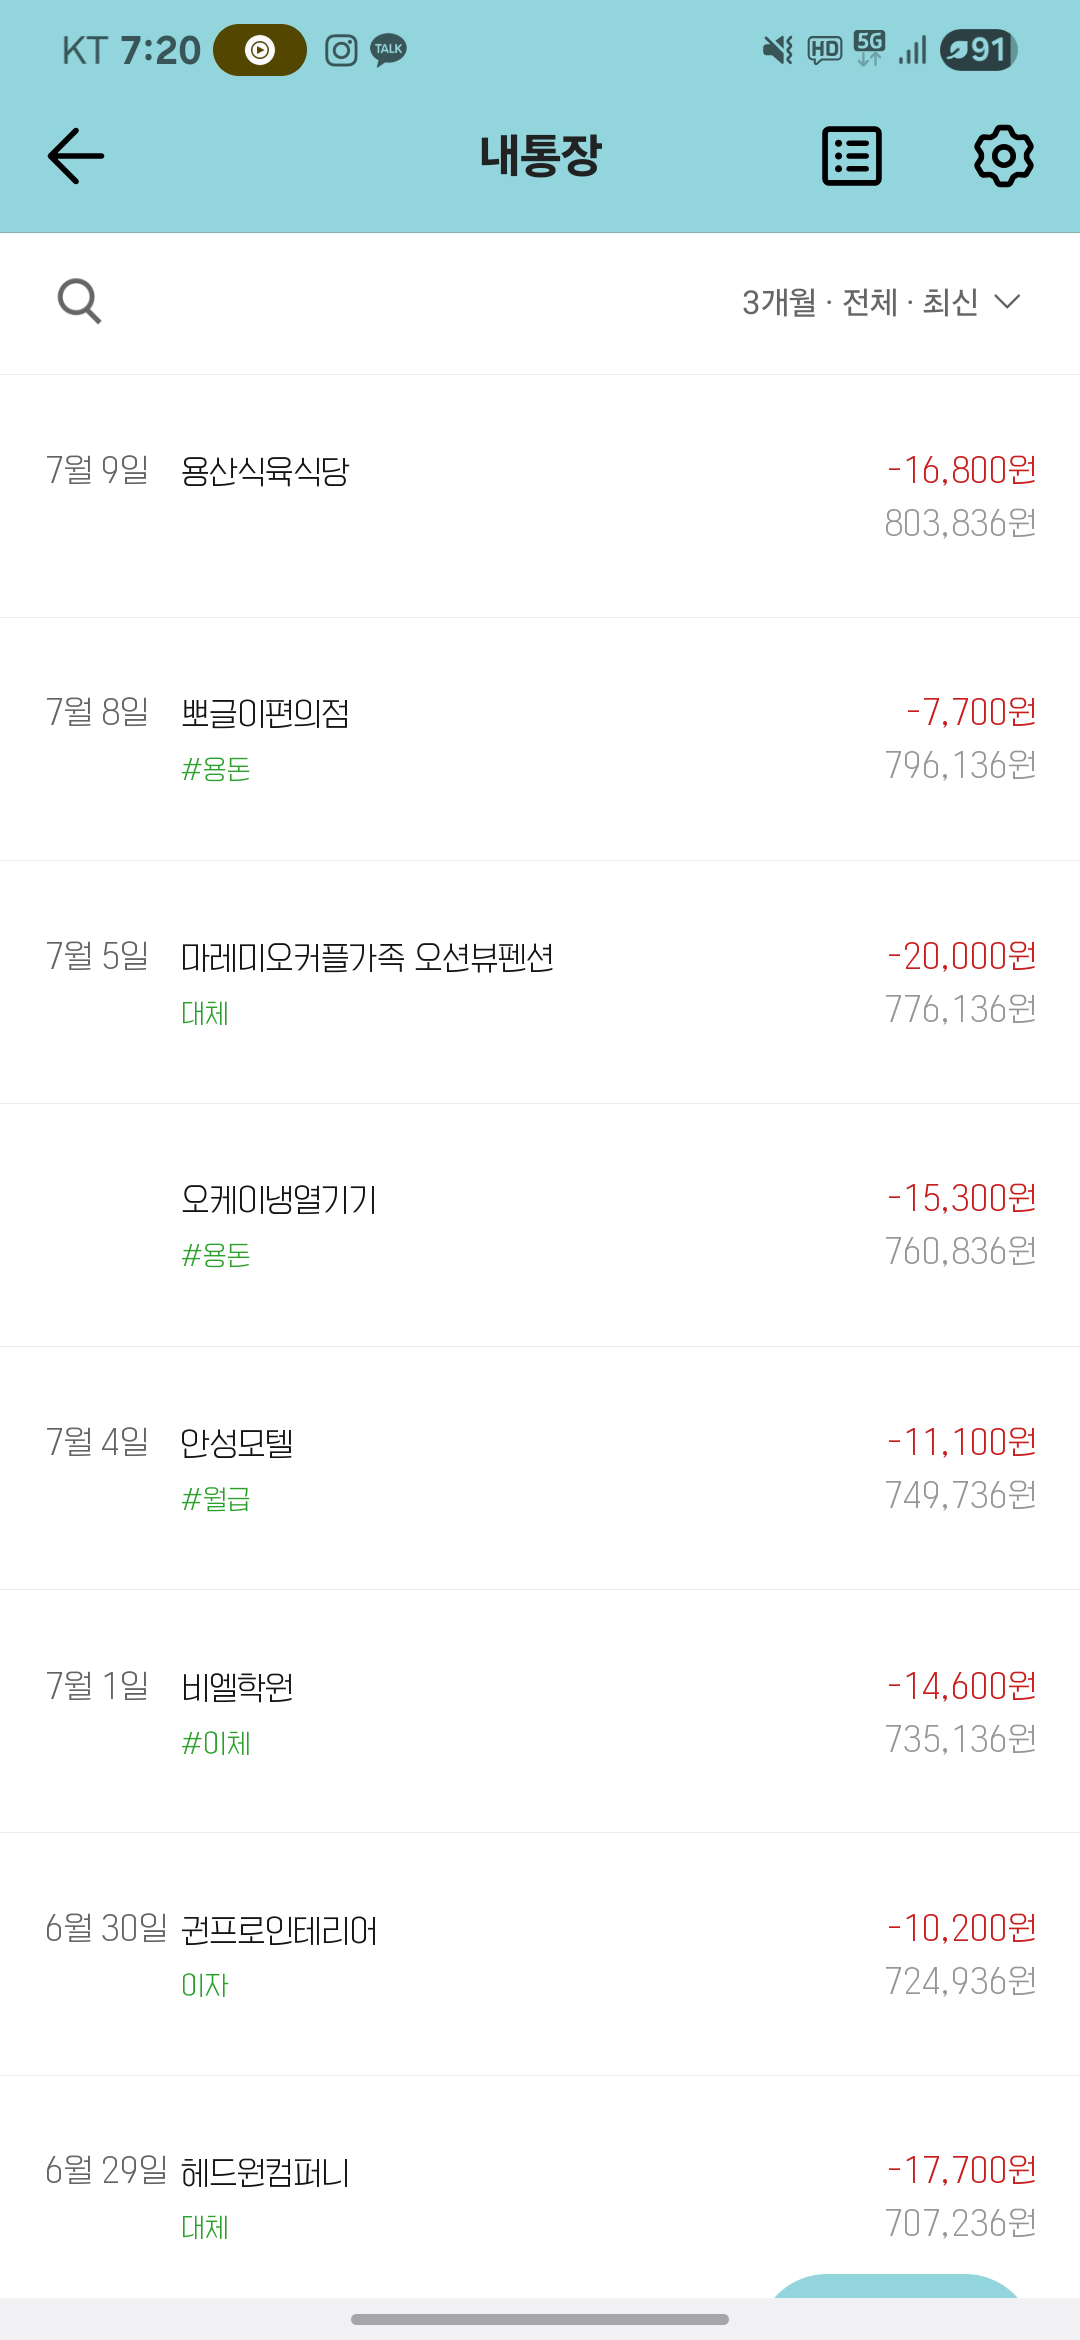 KT 7:20 TALK HD 5G 91
내통장
3개월 · 전체 · 최신
7월 9일 용산식육식당 -16,800원
803,836원
7월 8일 뽀글이편의점 -7,700원
#용돈 796,136원
7월 5일 마레미오커플가족 오션뷰펜션 -20,000원
대체 776,136원
오케이냉열기기 -15,300원
#용돈 760,836원
7월 4일 안성모텔 -11,100원
#월급 749,736원
7월 1일 비엘학원 -14,600원
#이체 735,136원
6월 30일 권프로인테리어 -10,200원
이자 724,936원
6월 29일 헤드원컴퍼니 -17,700원
대체 707,236원